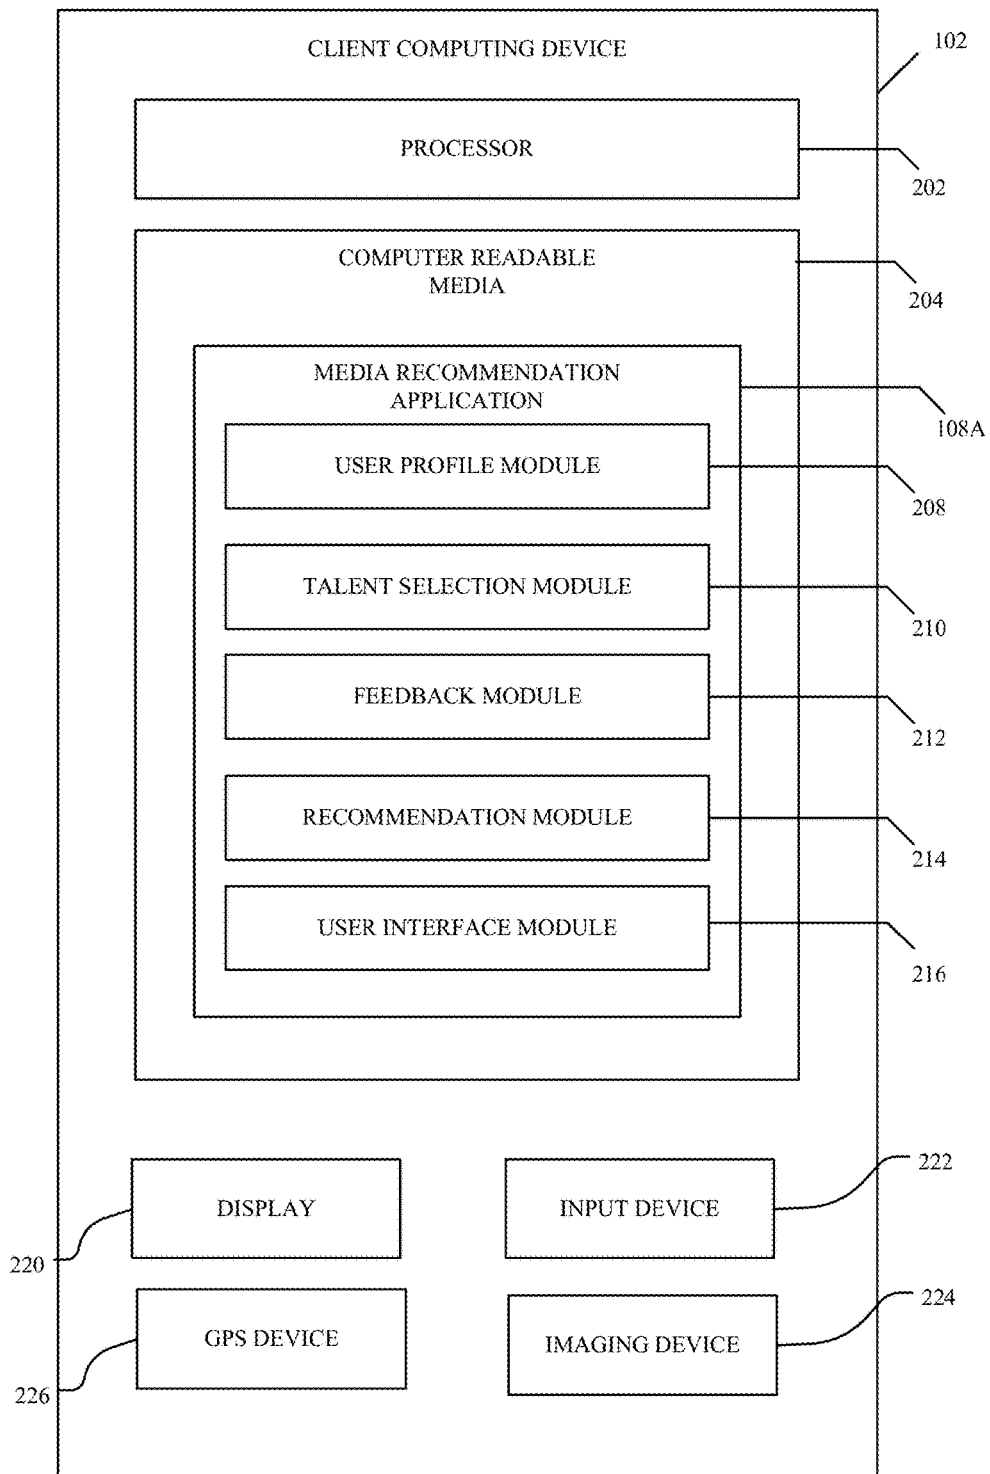 CLIENT COMPUTING DEVICE
102
PROCESSOR
202
COMPUTER READABLE
MEDIA
204
MEDIA RECOMMENDATION
APPLICATION
108A
USER PROFILE MODULE
208
TALENT SELECTION MODULE
210
FEEDBACK MODULE
212
RECOMMENDATION MODULE
214
USER INTERFACE MODULE
216
DISPLAY
220
INPUT DEVICE
222
GPS DEVICE
226
IMAGING DEVICE
224